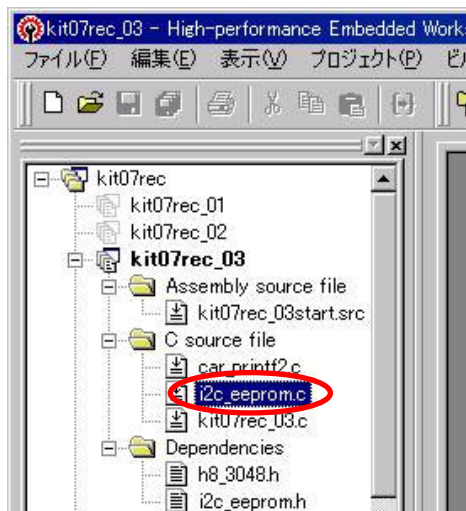 kit07rec_03 - High-performance Embedded Works
ファイル(F) 編集(E) 表示(V) プロジェクト(P) ビル
kit07rec
kit07rec_01
kit07rec_02
kit07rec_03
Assembly source file
kit07rec_03start.src
C source file
car_printf2.c
i2c_eeprom.c
kit07rec_03.c
Dependencies
h8_3048.h
i2c_eeprom.h